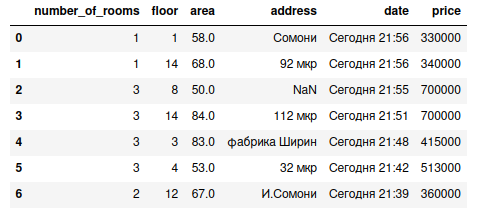 number_of_rooms floor area address date price
0 1 1 58.0 Сомони Сегодня 21:56 330000
1 1 14 68.0 92 мкр Сегодня 21:56 340000
2 3 8 50.0 NaN Сегодня 21:55 700000
3 3 14 84.0 112 мкр Сегодня 21:51 700000
4 3 3 83.0 фабрика Ширин Сегодня 21:48 415000
5 3 4 53.0 32 мкр Сегодня 21:42 513000
6 2 12 67.0 И.Сомони Сегодня 21:39 360000